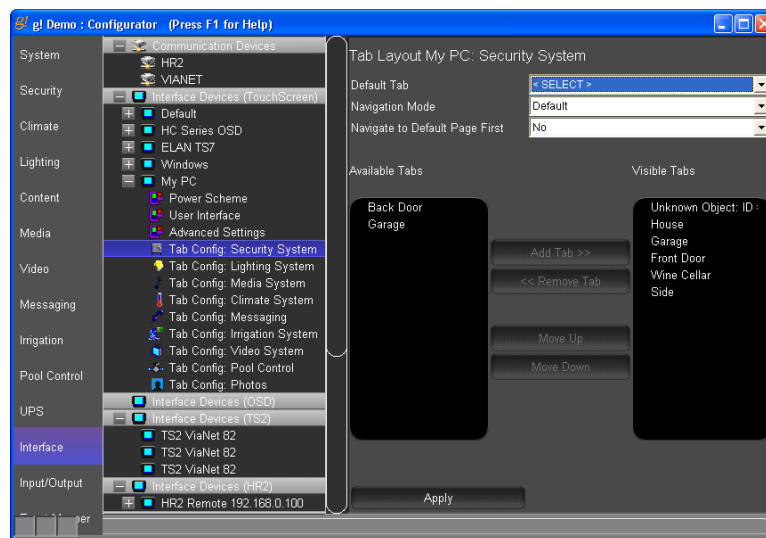 g! g! Demo : Configurator (Press F1 for Help)
System
Security
Climate
Lighting
Content
Media
Video
Messaging
Irrigation
Pool Control
UPS
Interface
Input/Output
Communication Devices
HR2
VIANET
Interface Devices (TouchScreen)
Default
HC Series OSD
ELAN TS7
Windows
My PC
Power Scheme
User Interface
Advanced Settings
Tab Config: Security System
Tab Config: Lighting System
Tab Config: Media System
Tab Config: Climate System
Tab Config: Messaging
Tab Config: Irrigation System
Tab Config: Video System
Tab Config: Pool Control
Tab Config: Photos
Interface Devices (OSD)
Interface Devices (TS2)
TS2 ViaNet 82
TS2 ViaNet 82
TS2 ViaNet 82
Interface Devices (HR2)
HR2 Remote 192.168.0.100
Tab Layout My PC: Security System
Default Tab
< SELECT >
Navigation Mode
Default
Navigate to Default Page First
No
Available Tabs
Back Door
Garage
Add Tab >>
<< Remove Tab
Move Up
Move Down
Visible Tabs
Unknown Object: ID :
House
Garage
Front Door
Wine Cellar
Side
Apply